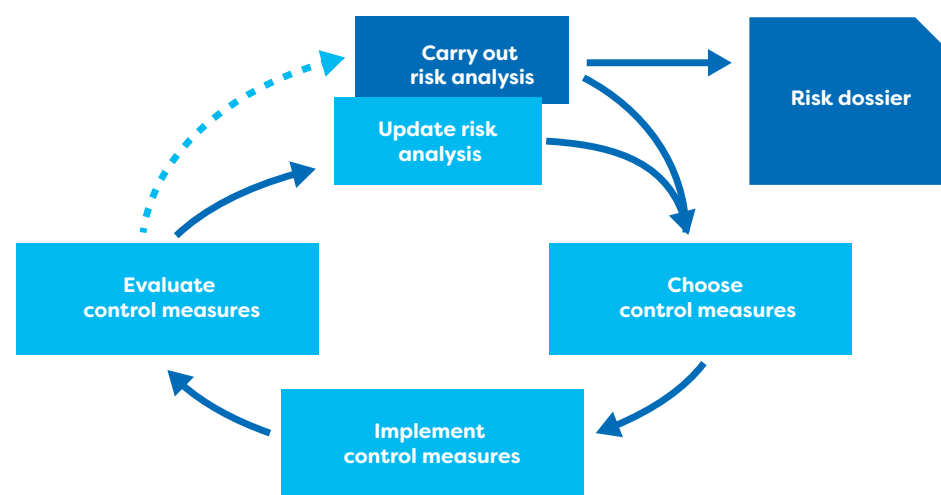 Carry out
risk analysis
Risk dossier
Update risk
analysis
Evaluate
control measures
Choose
control measures
Implement
control measures